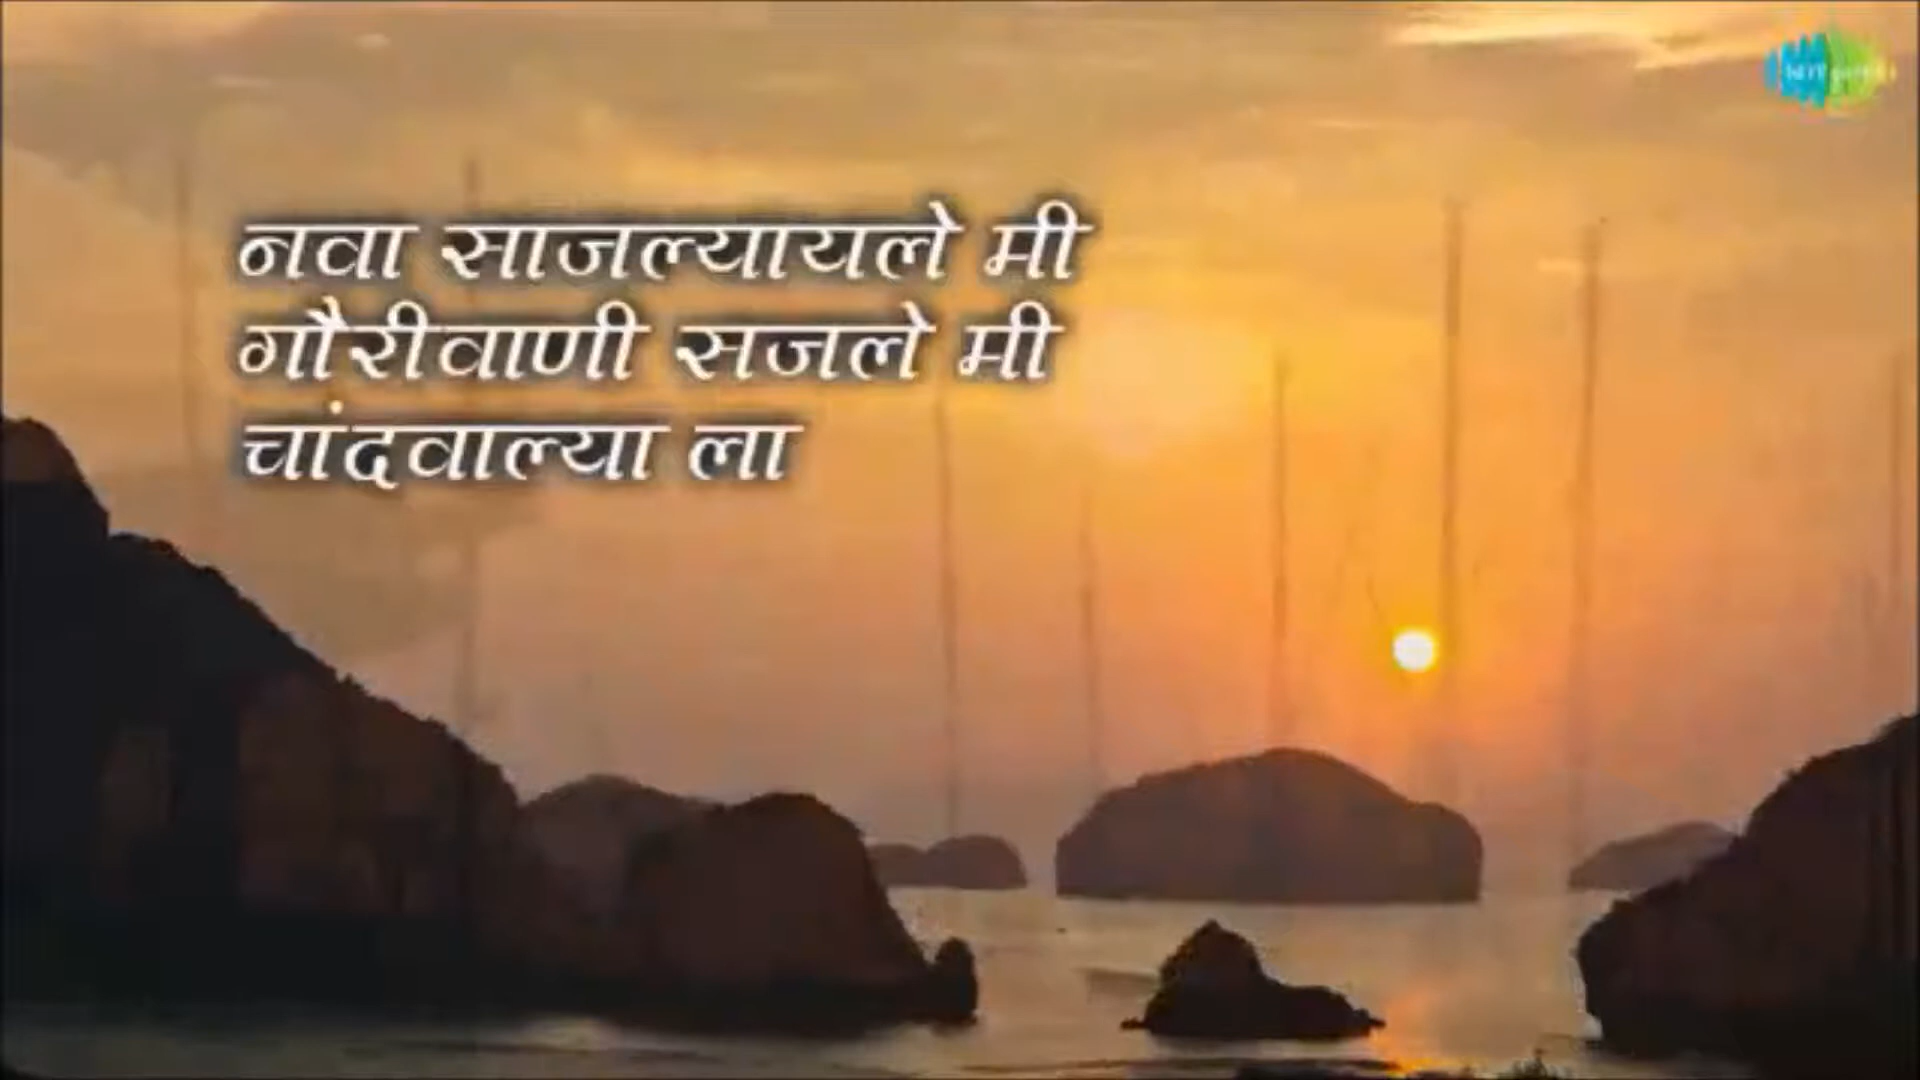 नवा साजल्यायले मी
गौरीवाणी सजले मी
चांदवाल्या ला